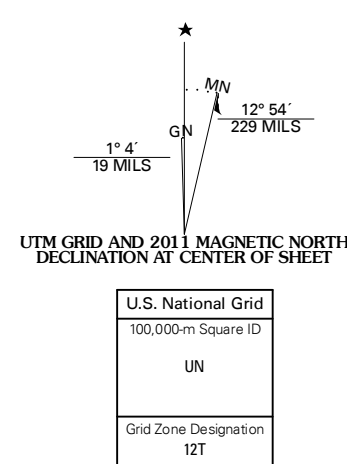 ★
MN
GN
12° 54´
229 MILS
1° 4´
19 MILS
UTM GRID AND 2011 MAGNETIC NORTH
DECLINATION AT CENTER OF SHEET
U.S. National Grid
100,000-m Square ID
UN
Grid Zone Designation
12T